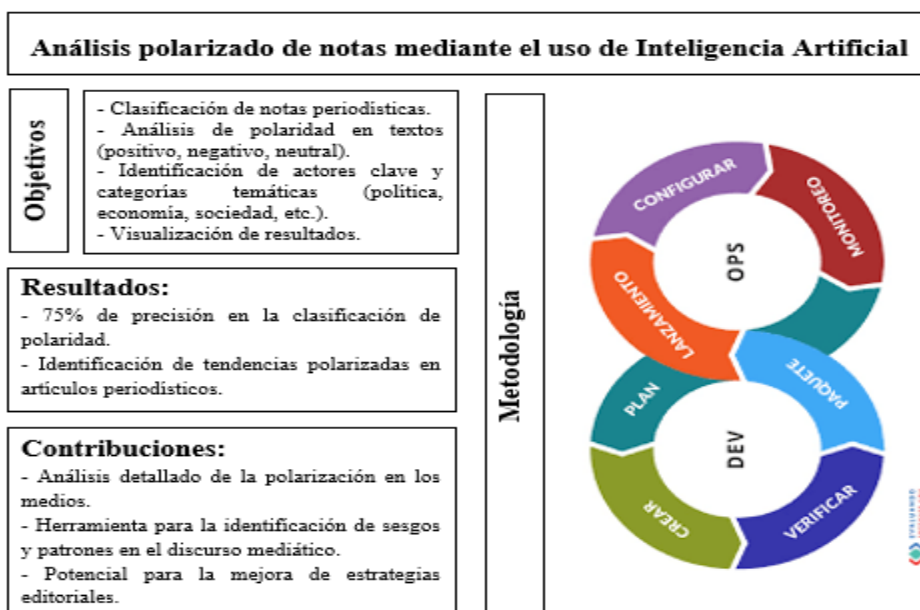 Análisis polarizado de notas mediante el uso de Inteligencia Artificial
Objetivos
- Clasificación de notas periodísticas.
- Análisis de polaridad en textos
(positivo, negativo, neutral).
- Identificación de actores clave y
categorías temáticas (política,
economía, sociedad, etc.).
- Visualización de resultados.
Resultados:
- 75% de precisión en la clasificación de
polaridad.
- Identificación de tendencias polarizadas en
artículos periodísticos.
Contribuciones:
- Análisis detallado de la polarización en los
medios.
- Herramienta para la identificación de sesgos
y patrones en el discurso mediático.
- Potencial para la mejora de estrategias
editoriales.
Metodología
CONFIGURAR
MONITOREO
OPS
LANZAMIENTO
PLAN
PAQUETE
DEV
CREAR
VERIFICAR
EVALUANDO